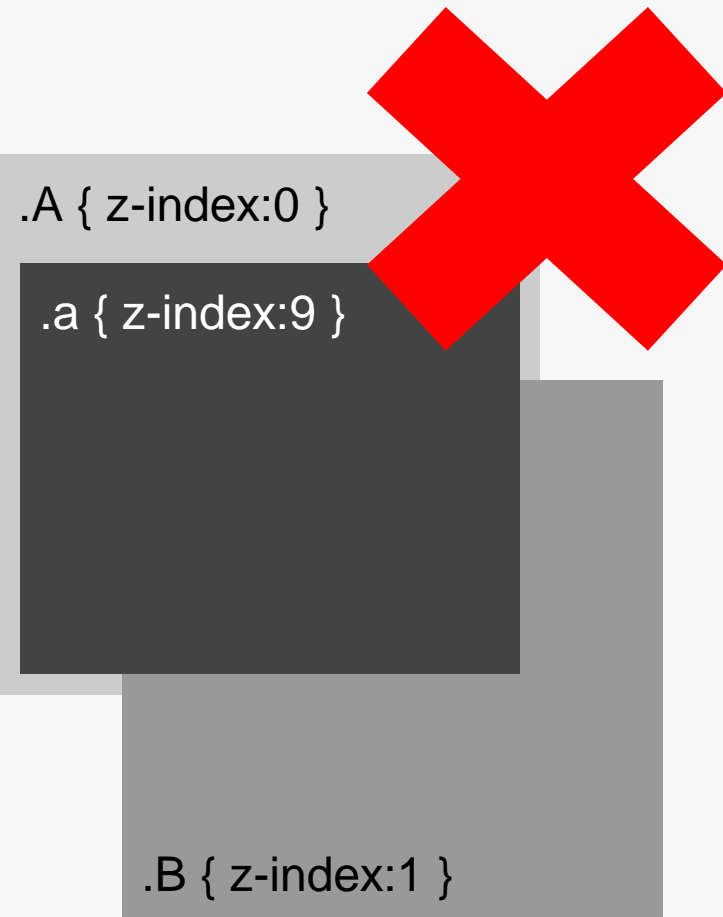 .A { z-index:0 }
.a { z-index:9 }
.B { z-index:1 }